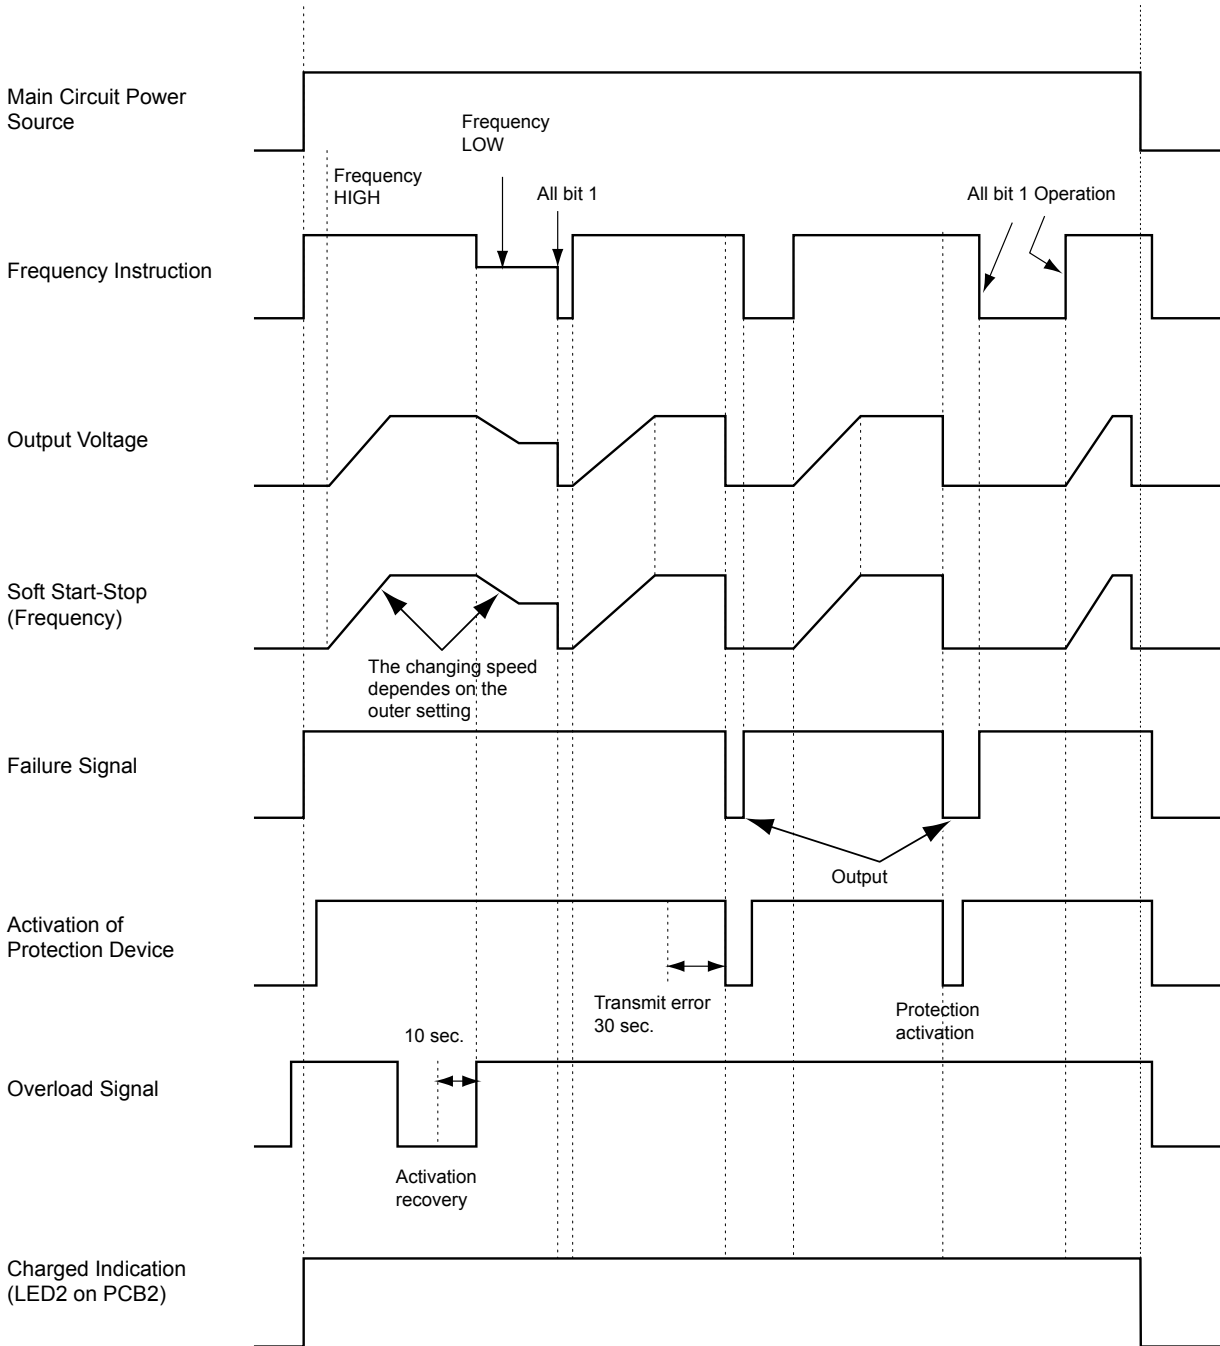 Main Circuit Power
Source
Frequency
LOW
Frequency
HIGH
All bit 1
All bit 1 Operation
Frequency Instruction
Output Voltage
Soft Start-Stop
(Frequency)
The changing speed
dependes on the
outer setting
Failure Signal
Output
Activation of
Protection Device
Transmit error
30 sec.
Protection
activation
10 sec.
Overload Signal
Activation
recovery
Charged Indication
(LED2 on PCB2)